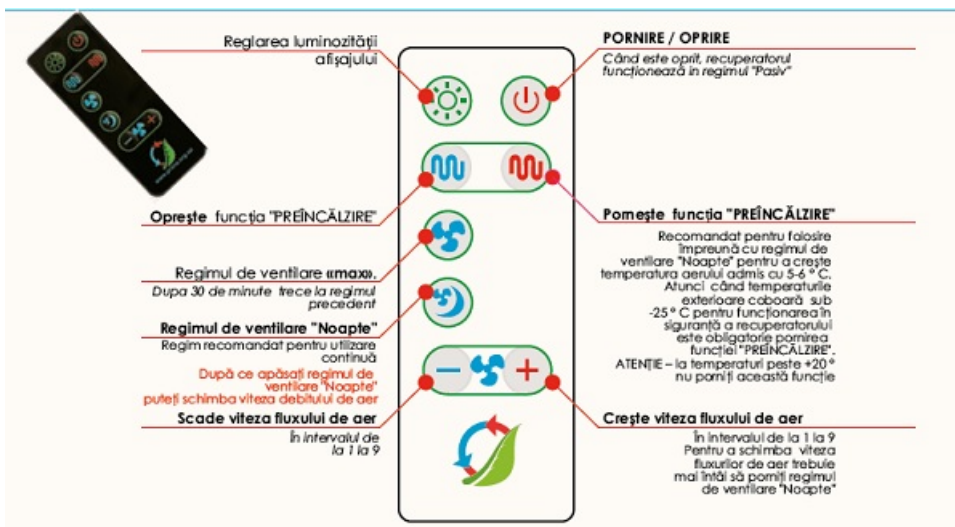 Reglarea luminozității
afișajului
PORNIRE / OPRIRE
Când este oprit, recuperatorul
funcționează in regimul "Pasiv"
Oprește funcția "PREÎNCĂLZIRE"
Pornește funcția "PREÎNCĂLZIRE"
Recomandat pentru falosire
împreună cu regimul de
ventilare "Noapte" pentru a crește
temperatura aerului admis cu 5-6 ° C.
Atunci când temperaturile
exterioare coboară sub
-25 ° C pentru funcționarea în
siguranță a recuperatorului
este obligatorie pornirea
funcției "PREÎNCĂLZIRE".
ATENȚIE – la temperaturi peste +20 °
nu porniți această funcție
Regimul de ventilare «max».
Dupa 30 de minute trece la regimul
precedent
Regimul de ventilare "Noapte"
Regim recomandat pentru utilizare
continuă
După ce apăsați regimul de
ventilare "Noapte"
puteți schimba viteza debitului de aer
Scade viteza fluxului de aer
În intervalul de
la 1 la 9
Crește viteza fluxului de aer
În intervalul de la 1 la 9
Pentru a schimba viteza
fluxurilor de aer trebuie
mai întâi să porniți regimul
de ventilare "Noapte"